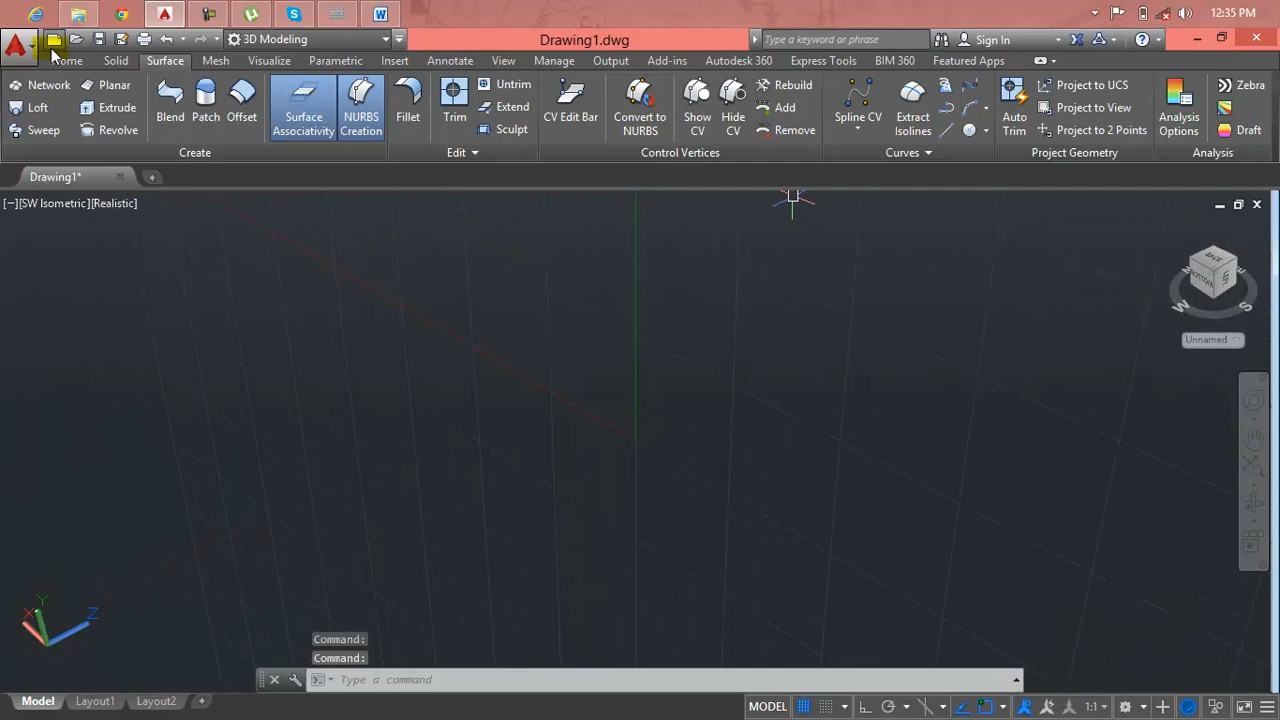 12:35 PM
3D Modeling
Drawing1.dwg
Type a keyword or phrase
Sign In
Home Solid Surface Mesh Visualize Parametric Insert Annotate View Manage Output Add-ins Autodesk 360 Express Tools BIM 360 Featured Apps
Network Planar
Loft Extrude
Sweep Revolve
Blend Patch Offset
Surface Associativity
NURBS Creation
Fillet
Trim
Untrim
Extend
Sculpt
CV Edit Bar
Convert to NURBS
Show CV
Hide CV
Rebuild
Add
Remove
Spline CV
Extract Isolines
Auto Trim
Project to UCS
Project to View
Project to 2 Points
Analysis Options
Zebra
Draft
Create Edit Control Vertices Curves Project Geometry Analysis
Drawing1*
[−][SW Isometric][Realistic]
BACK
BOTTOM
W S
Unnamed
X Y Z
Command:
Command:
Type a command
Model Layout1 Layout2
MODEL
1:1